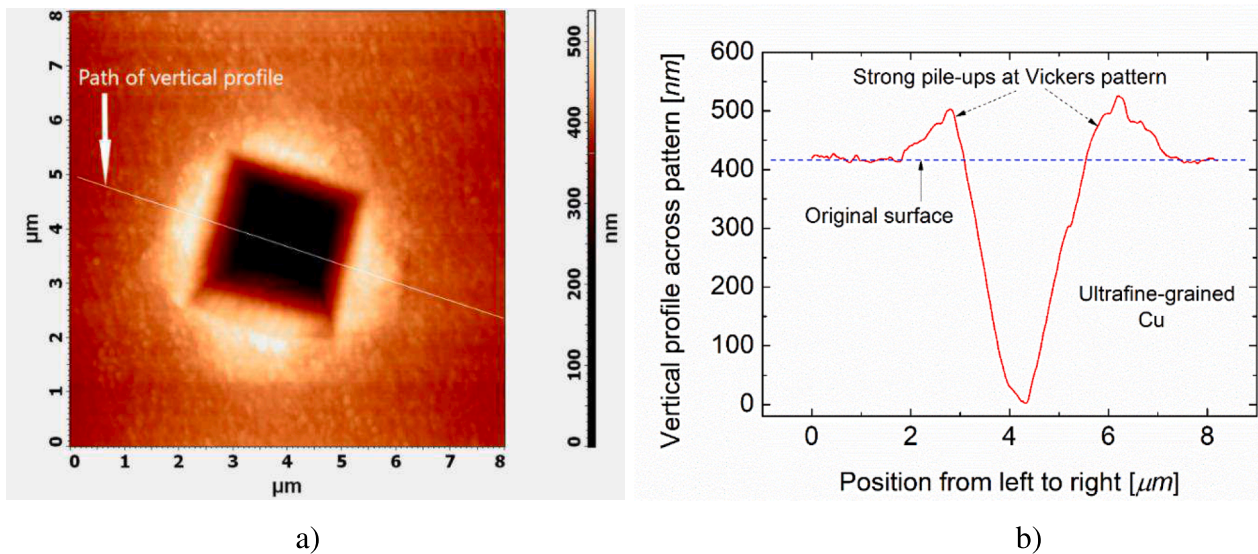 8
7
6
5
4
3
2
1
0
μm
Path of vertical profile
0 1 2 3 4 5 6 7 8
μm
500
400
300
200
100
0
nm
a)
600
500
400
300
200
100
0
Vertical profile across pattern [nm]
Strong pile-ups at Vickers pattern
Original surface
Ultrafine-grained
Cu
0 2 4 6 8
Position from left to right [μm]
b)